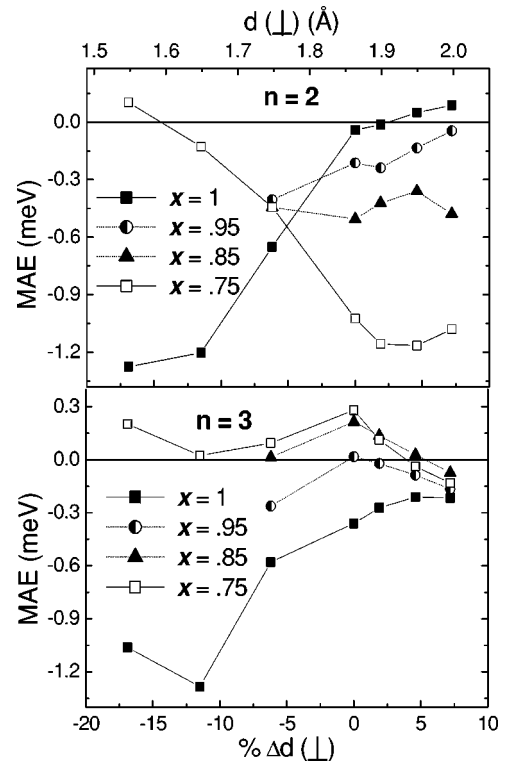 d (⊥) (Å)
1.5 1.6 1.7 1.8 1.9 2.0
n = 2
0.0
-0.3
-0.6
-0.9
-1.2
MAE (meV)
x = 1
x = .95
x = .85
x = .75
n = 3
0.3
0.0
-0.3
-0.6
-0.9
-1.2
MAE (meV)
x = 1
x = .95
x = .85
x = .75
-20 -15 -10 -5 0 5 10
% Δd (⊥)